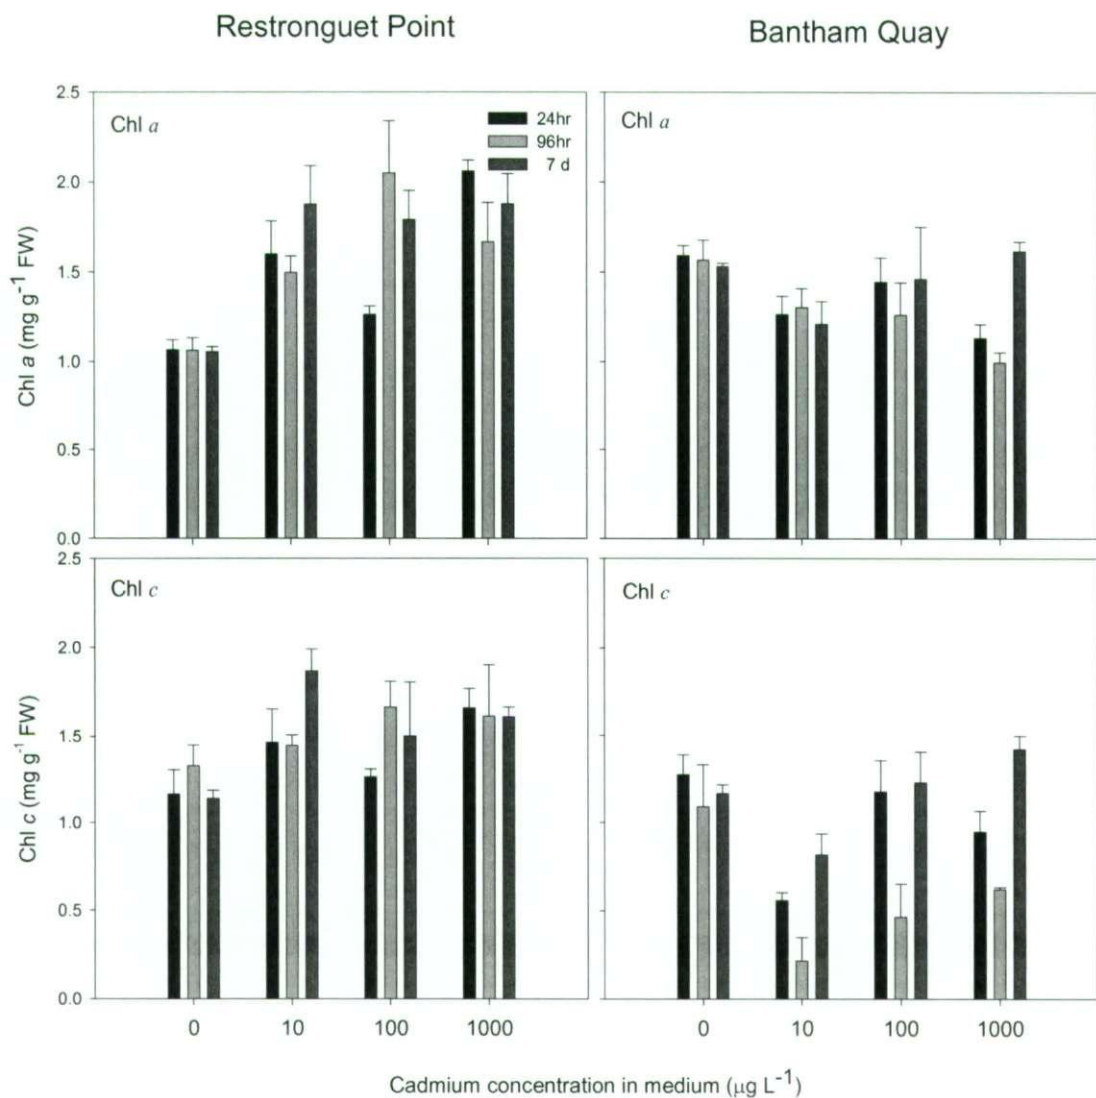 Restronguet Point
Bantham Quay
Chl a
24hr
96hr
7 d
Chl a
2.5
2.0
1.5
1.0
0.5
0.0
Chl a (mg g⁻¹ FW)
Chl c
Chl c
2.5
2.0
1.5
1.0
0.5
0.0
Chl c (mg g⁻¹ FW)
0 10 100 1000
0 10 100 1000
Cadmium concentration in medium (µg L⁻¹)